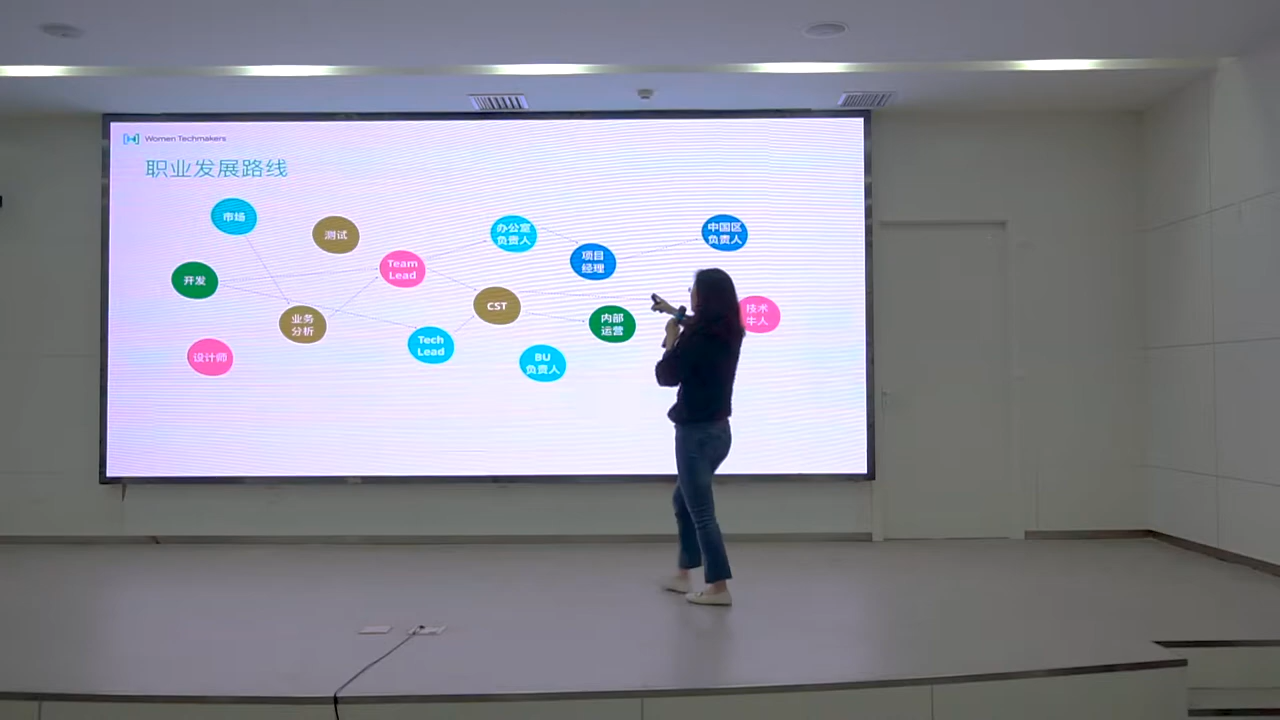 Women Techmakers
职业发展路线
市场
测试
办公室
负责人
中国区
负责人
项目
经理
Team
Lead
开发
CST
业务
分析
内部
运营
技术
牛人
Tech
Lead
设计师
BU
负责人